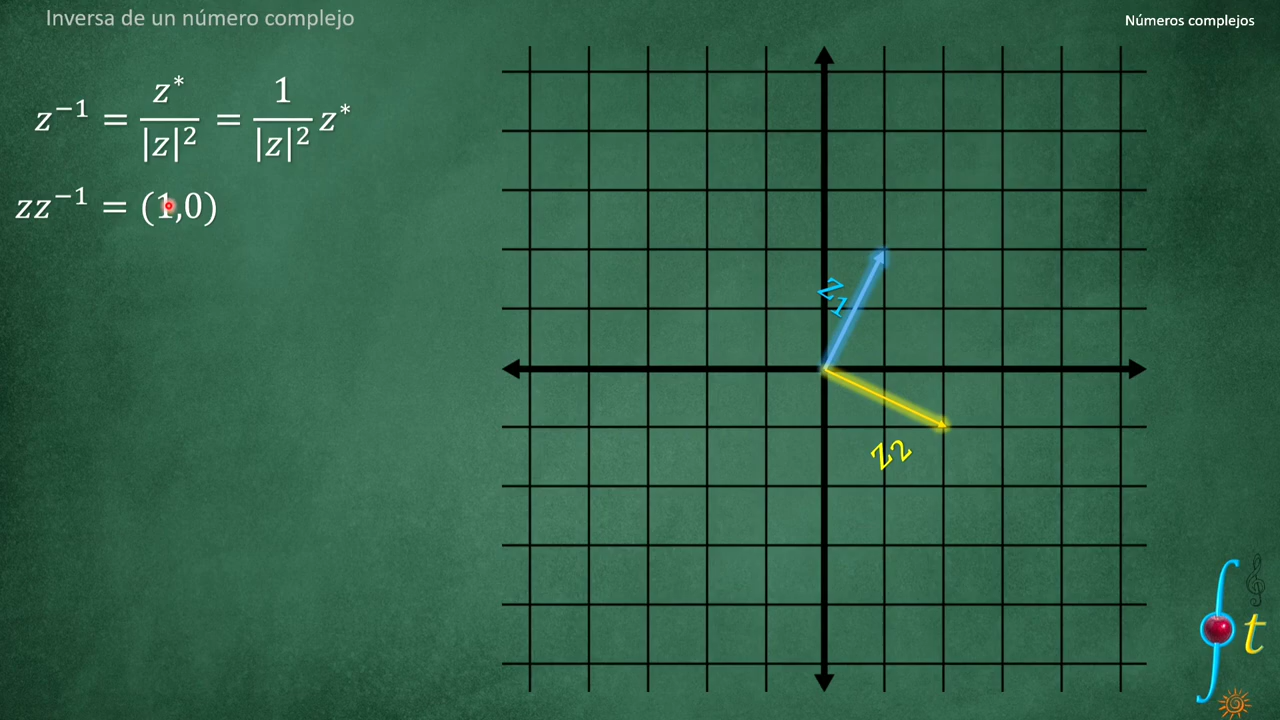 Inversa de un número complejo
Números complejos
z⁻¹ = z*/|z|² = 1/|z|² z*
zz⁻¹ = (1,0)
z₁
z₂
t